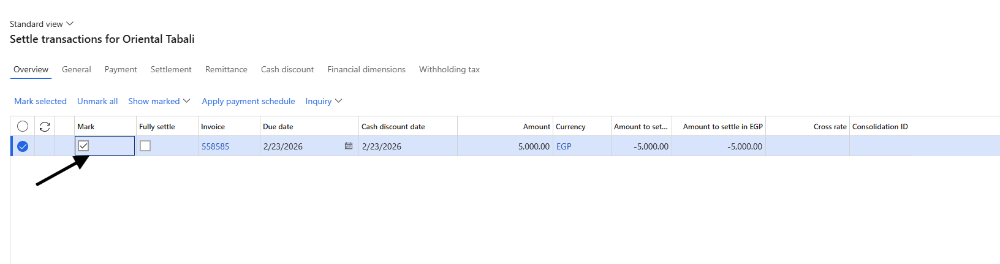 Standard view
Settle transactions for Oriental Tabali
Overview General Payment Settlement Remittance Cash discount Financial dimensions Withholding tax
Mark selected Unmark all Show marked Apply payment schedule Inquiry
Mark Fully settle Invoice Due date Cash discount date Amount Currency Amount to set... Amount to settle in EGP Cross rate Consolidation ID
558585 2/23/2026 2/23/2026 5,000.00 EGP -5,000.00 -5,000.00